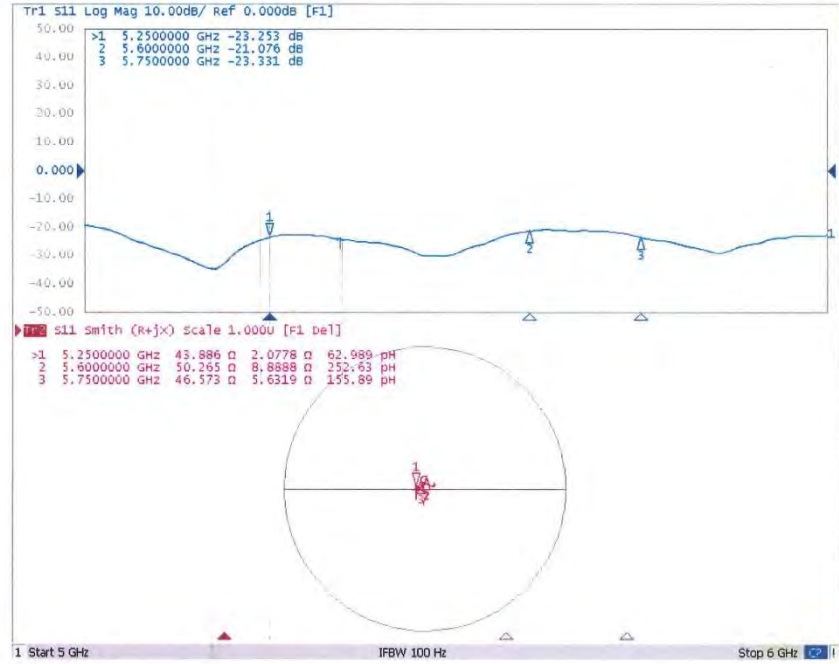 Tr1 S11 Log Mag 10.00dB/ Ref 0.000dB [F1]
50.00
>1 5.2500000 GHz -23.253 dB
2 5.6000000 GHz -21.076 dB
3 5.7500000 GHz -23.331 dB
40.00
30.00
20.00
10.00
0.000
-10.00
-20.00
-30.00
-40.00
-50.00
1
2
3
1
Tr2 S11 Smith (R+jX) Scale 1.000U [F1 Del]
>1 5.2500000 GHz 43.886 Ω 2.0778 Ω 62.989 pH
2 5.6000000 GHz 50.265 Ω 8.8888 Ω 252.63 pH
3 5.7500000 GHz 46.573 Ω 5.6319 Ω 155.89 pH
1
1 Start 5 GHz
IFBW 100 Hz
Stop 6 GHz